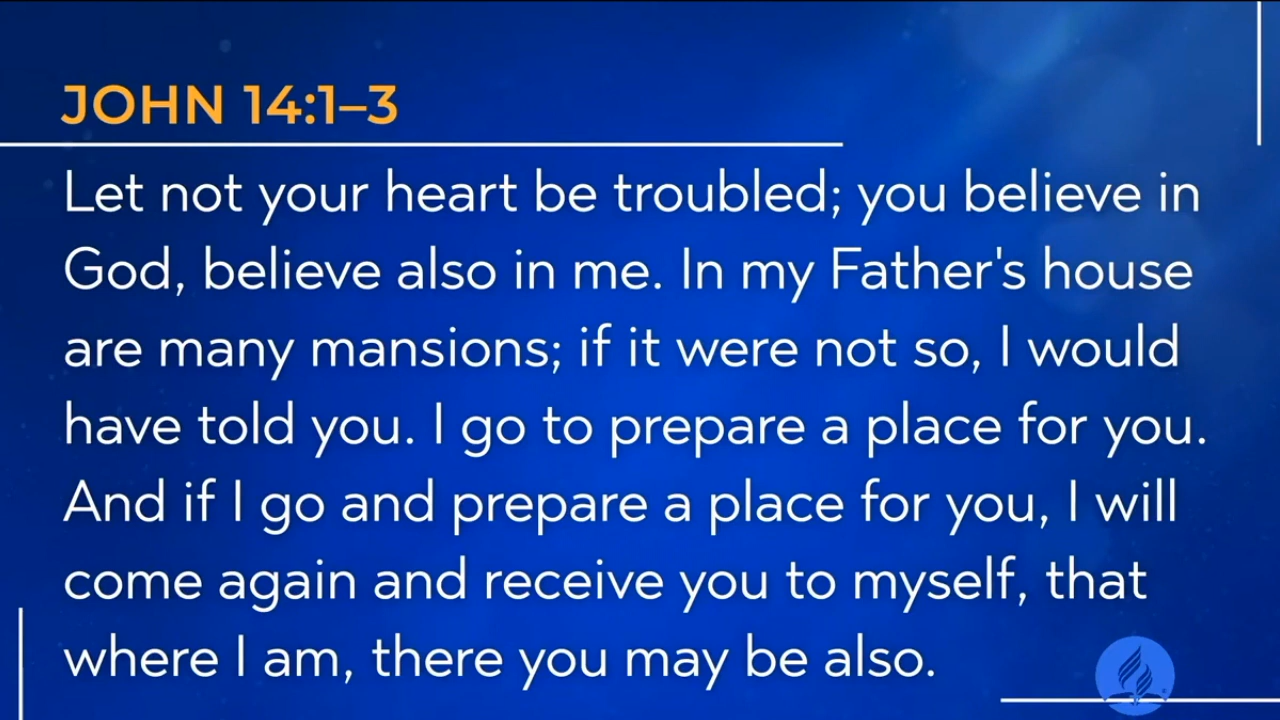 JOHN 14:1–3
Let not your heart be troubled; you believe in
God, believe also in me. In my Father's house
are many mansions; if it were not so, I would
have told you. I go to prepare a place for you.
And if I go and prepare a place for you, I will
come again and receive you to myself, that
where I am, there you may be also.